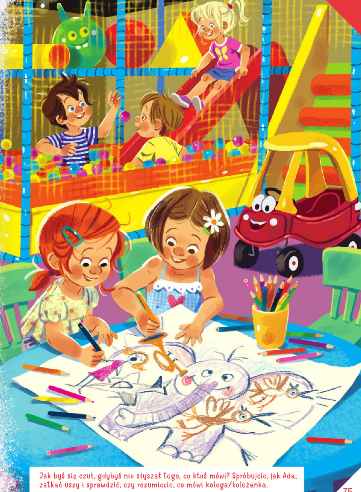 Jak byś się czuł, gdybyś nie słyszał tego, co ktoś mówi? Spróbujcie, jak Ada,
zatkać uszy i sprawdzić, czy rozumiecie, co mówi kolega/koleżanka.
75